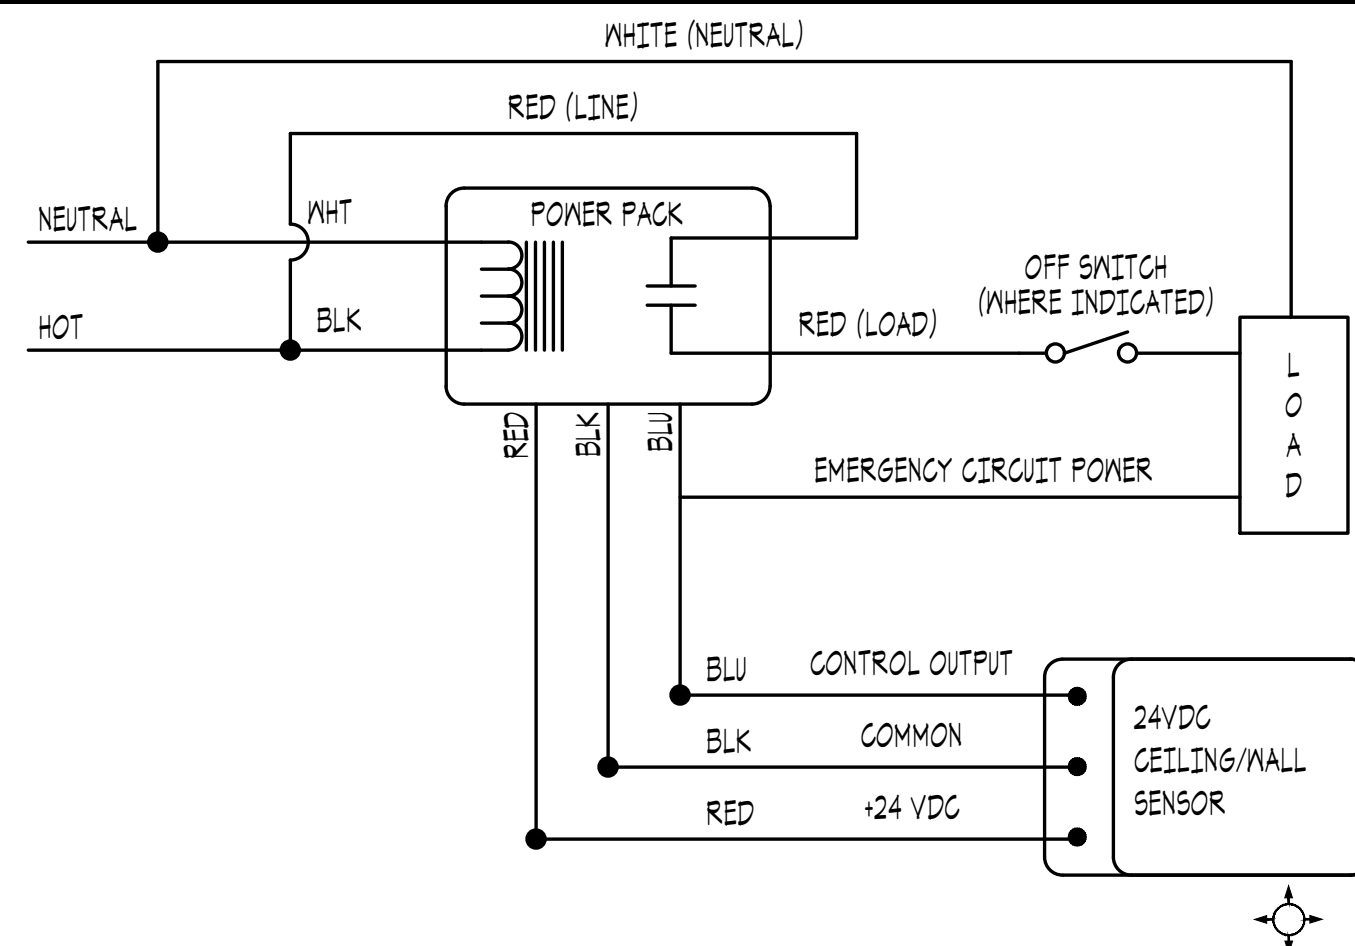 WHITE (NEUTRAL)
RED (LINE)
NEUTRAL
WHT
POWER PACK
HOT
BLK
OFF SWITCH
(WHERE INDICATED)
RED (LOAD)
L
O
A
D
RED
BLK
BLU
EMERGENCY CIRCUIT POWER
BLU
CONTROL OUTPUT
BLK
COMMON
RED
+24 VDC
24VDC
CEILING/WALL
SENSOR